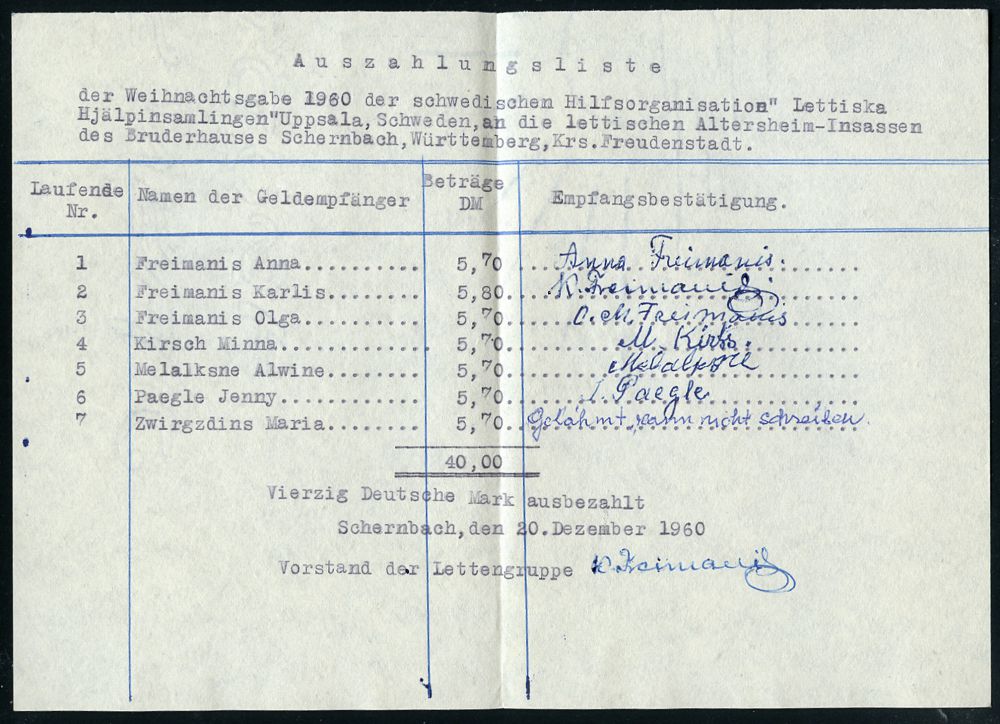 Auszahlungsliste
der Weihnachtsgabe 1960 der schwedischen Hilfsorganisation" Lettiska
Hjälpinsamlingen"Uppsala, Schweden,an die lettischen Altersheim-Insassen
des Bruderhauses Schernbach,Württemberg,Krs.Freudenstadt.
Laufende Nr. Namen der Geldempfänger Beträge DM Empfangsbestätigung.
1 Freimanis Anna.......... 5,70 Anna Freimanis.
2 Freimanis Karlis........ 5,80 K. Freimanis
3 Freimanis Olga.......... 5,70 O. M. Freimanis
4 Kirsch Minna............ 5,70 M. Kirfs.
5 Melalksne Alwine........ 5,70
6 Paegle Jenny............ 5,70 I. Paegle
7 Zwirgzdins Maria........ 5,70 Gelähmt, kann nicht schreiben.
40,00
Vierzig Deutsche Mark ausbezahlt
Schernbach,den 20.Dezember 1960
Vorstand der Lettengruppe K. Freimanis